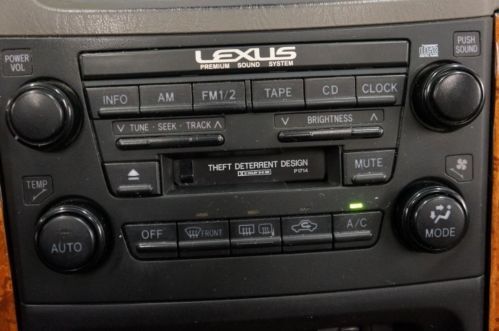 POWER
VOL
LEXUS
PREMIUM SOUND SYSTEM
PUSH
SOUND
INFO AM FM1/2 TAPE CD CLOCK
TUNE · SEEK · TRACK
BRIGHTNESS
THEFT DETERRENT DESIGN
P1714
MUTE
TEMP
AUTO
OFF FRONT A/C
MODE